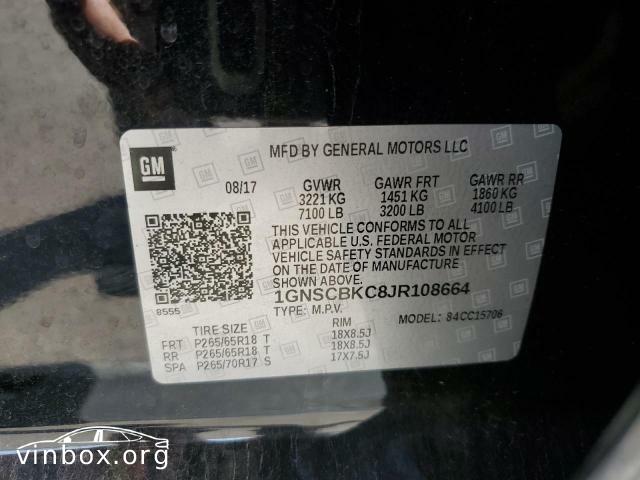 GM
MFD BY GENERAL MOTORS LLC
08/17 GVWR GAWR FRT GAWR RR
3221 KG 1451 KG 1860 KG
7100 LB 3200 LB 4100 LB
THIS VEHICLE CONFORMS TO ALL
APPLICABLE U.S. FEDERAL MOTOR
VEHICLE SAFETY STANDARDS IN EFFECT
ON THE DATE OF MANUFACTURE
SHOWN ABOVE.
8555 1GNSCBKC8JR108664
TYPE: M.P.V. MODEL: 84CC15706
TIRE SIZE RIM
FRT P265/65R18 T 18X8.5J
RR P265/65R18 T 18X8.5J
SPA P265/70R17 S 17X7.5J
vinbox.org